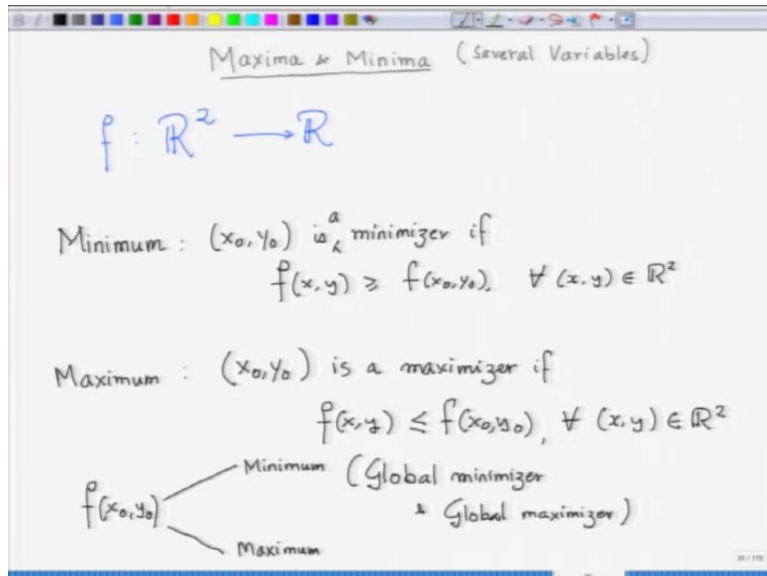 Maxima & Minima (Several Variables)
f : ℝ² ⟶ ℝ
Minimum : (x₀, y₀) is a minimizer if
f(x, y) ≥ f(x₀, y₀), ∀ (x, y) ∈ ℝ²
Maximum : (x₀, y₀) is a maximizer if
f(x, y) ≤ f(x₀, y₀), ∀ (x, y) ∈ ℝ²
Minimum (Global minimizer
f(x₀, y₀) & Global maximizer)
Maximum